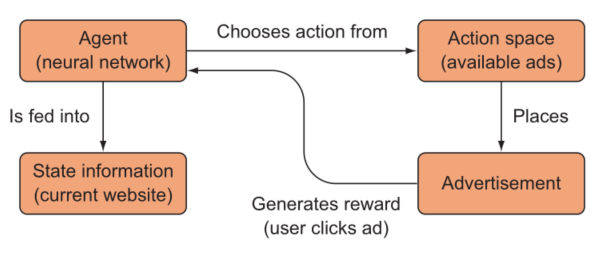 Agent
(neural network)
Chooses action from
Action space
(available ads)
Is fed into
Places
State information
(current website)
Advertisement
Generates reward
(user clicks ad)